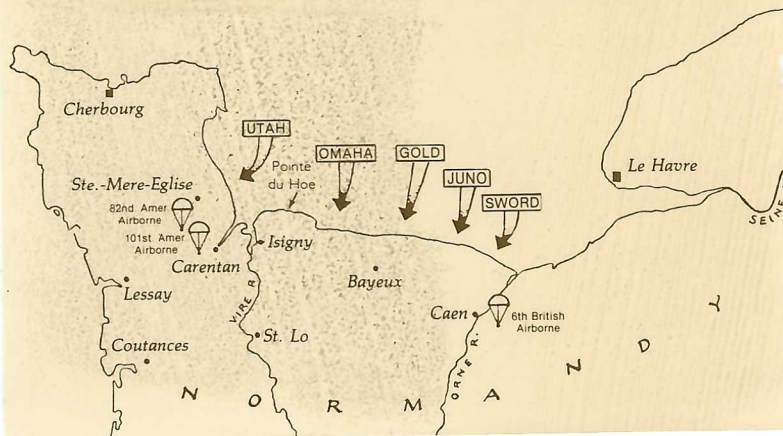 Cherbourg
UTAH
OMAHA
GOLD
Pointe
du Hoe
JUNO
Le Havre
Ste.-Mere-Eglise
SWORD
82nd. Amer
Airborne
SEINE
101st. Amer
Airborne
Isigny
Carentan
Bayeux
Lessay
VIRE R.
Caen
6th British
Airborne
St. Lo
Coutances
ORNE R.
N O R M A N D Y